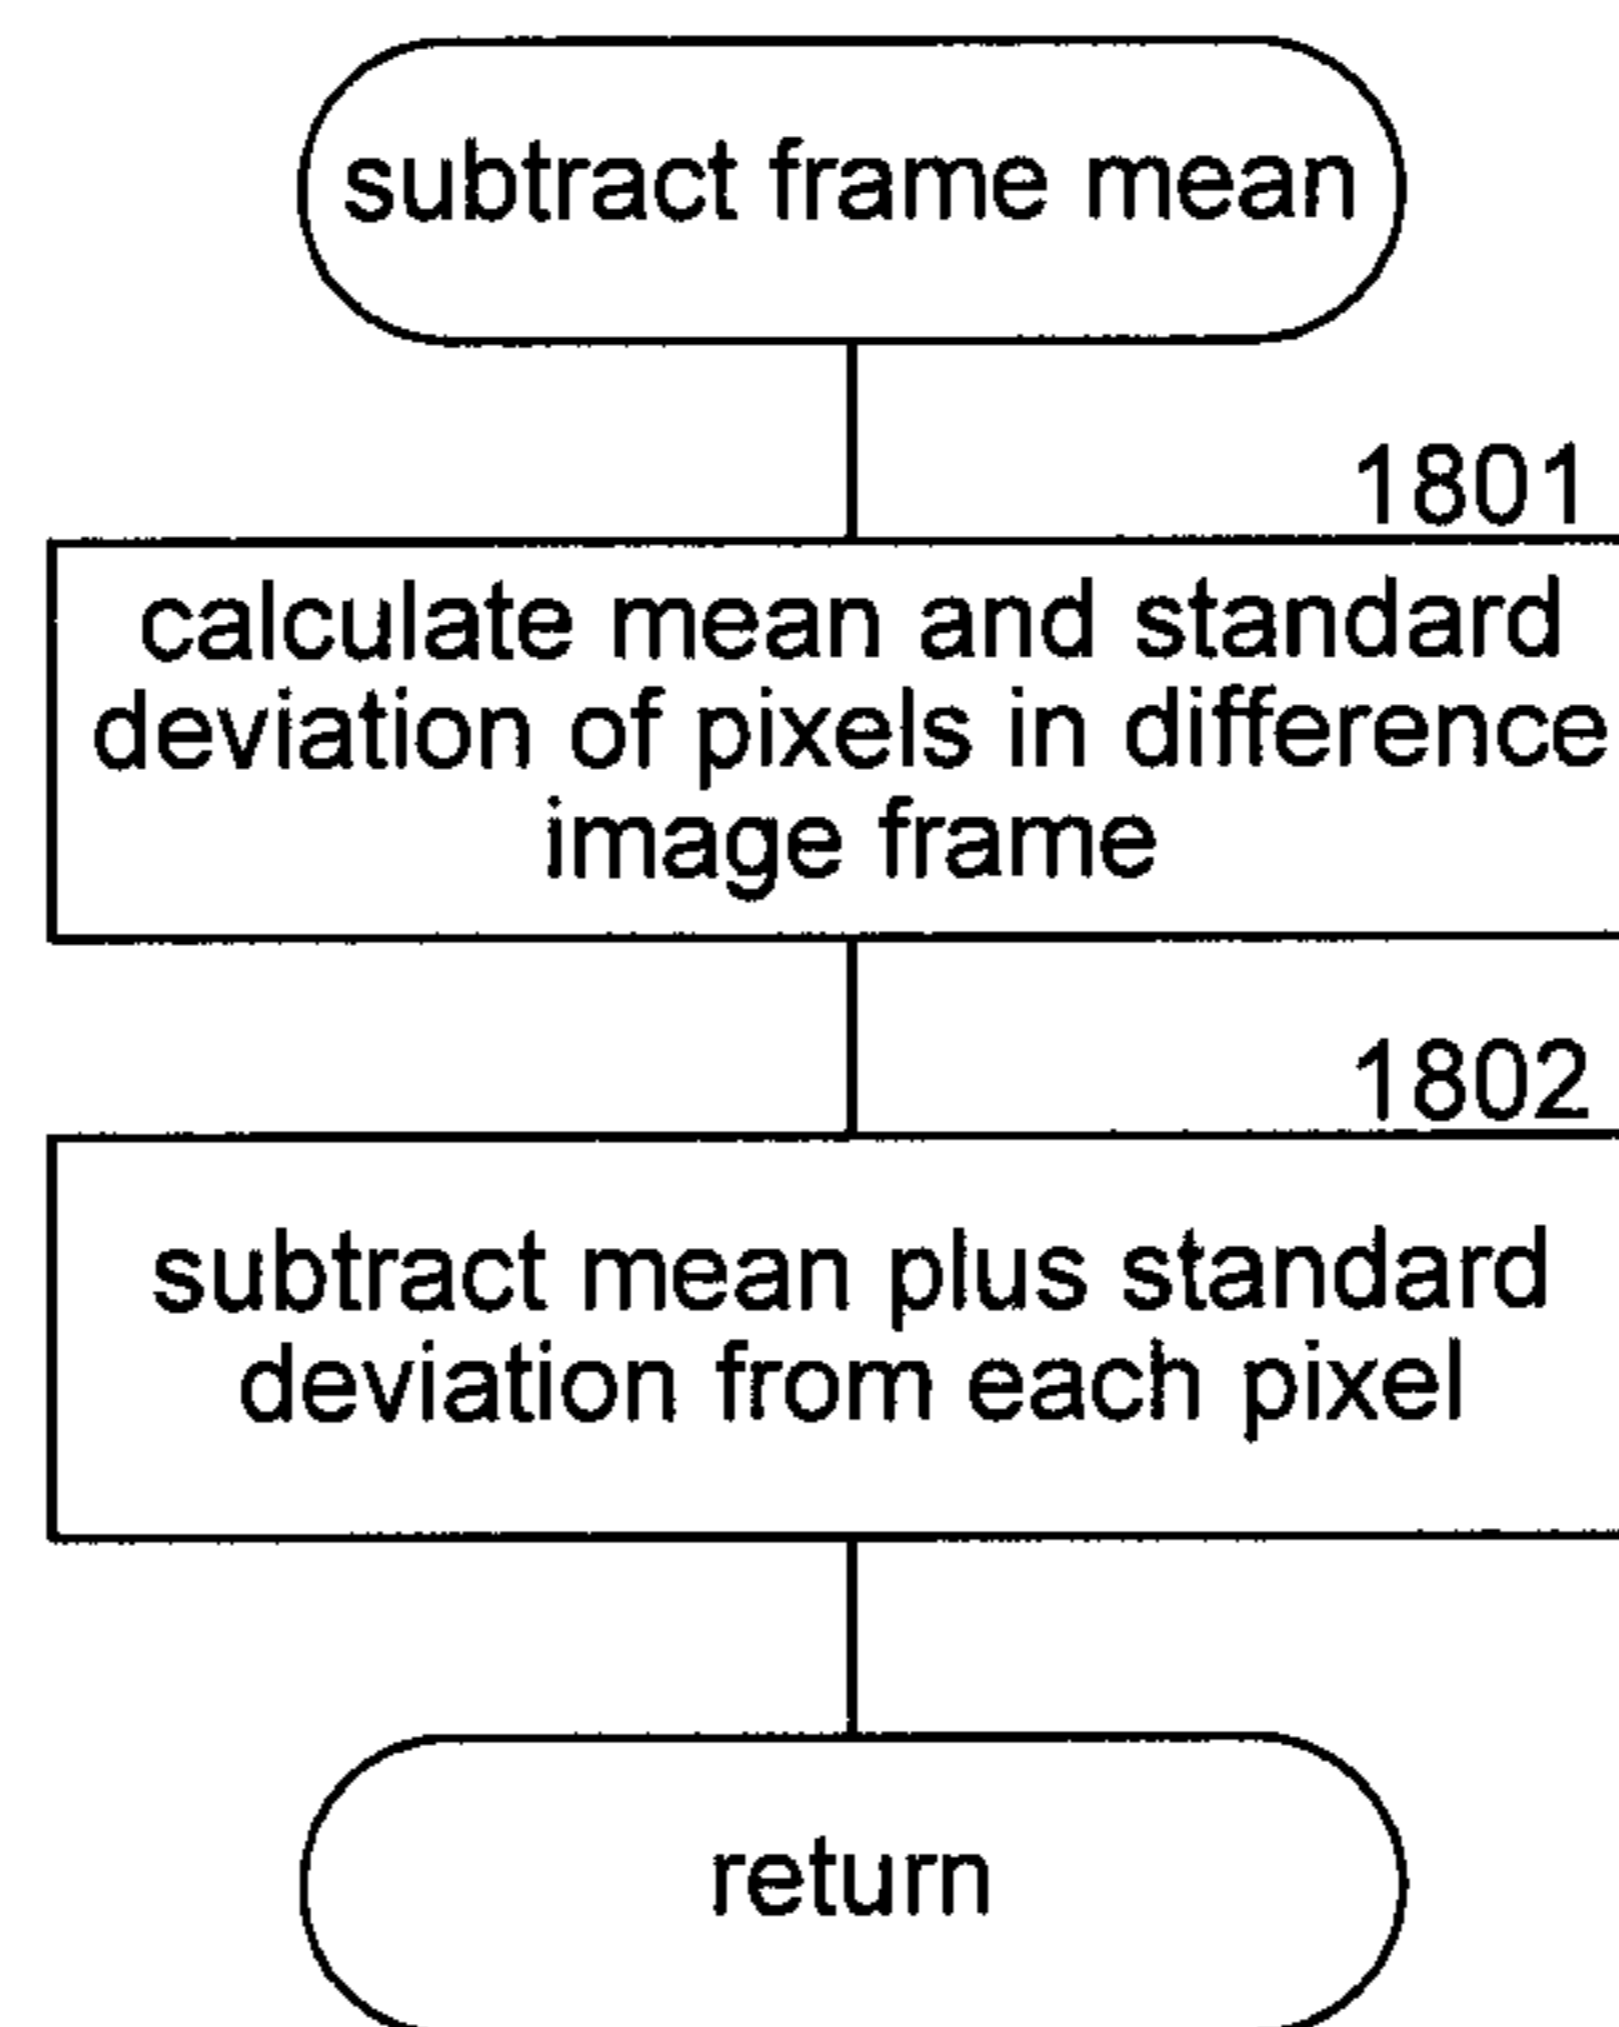 subtract frame mean
1801
calculate mean and standard
deviation of pixels in difference
image frame
1802
subtract mean plus standard
deviation from each pixel
return